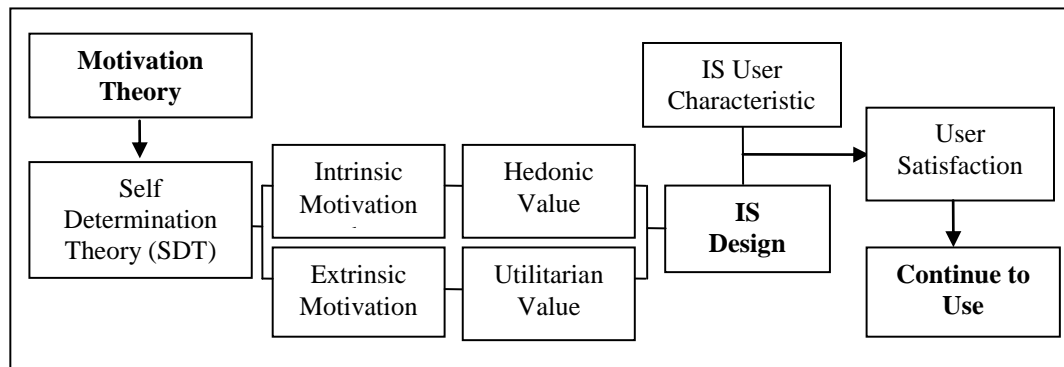 Motivation
Theory
Self
Determination
Theory (SDT)
Intrinsic
Motivation
Extrinsic
Motivation
Hedonic
Value
Utilitarian
Value
IS User
Characteristic
IS
Design
User
Satisfaction
Continue to
Use